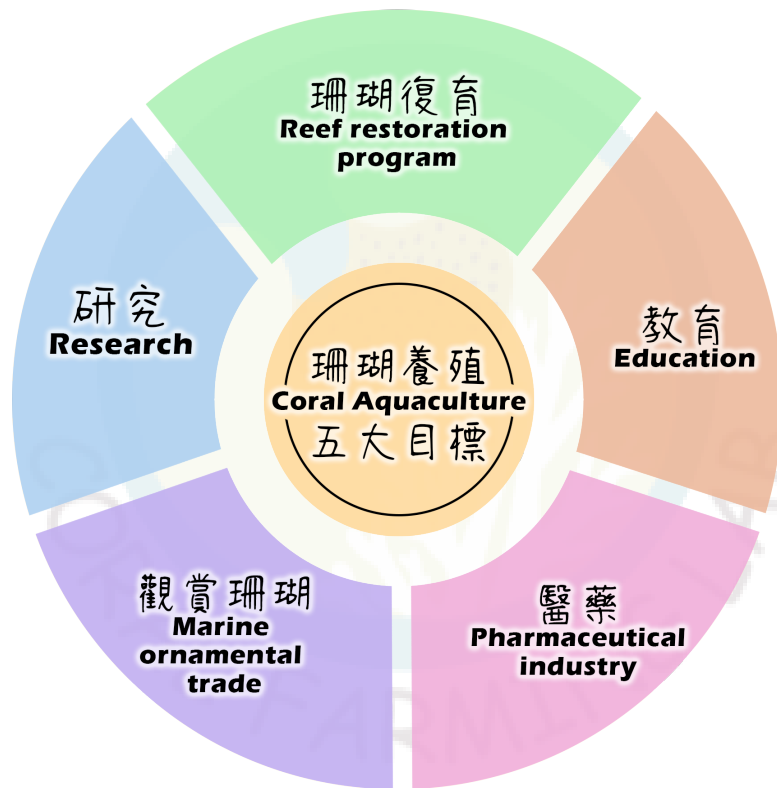 珊瑚復育
Reef restoration
program
研究
Research
教育
Education
珊瑚養殖
Coral Aquaculture
五大目標
觀賞珊瑚
Marine
ornamental
trade
醫藥
Pharmaceutical
industry